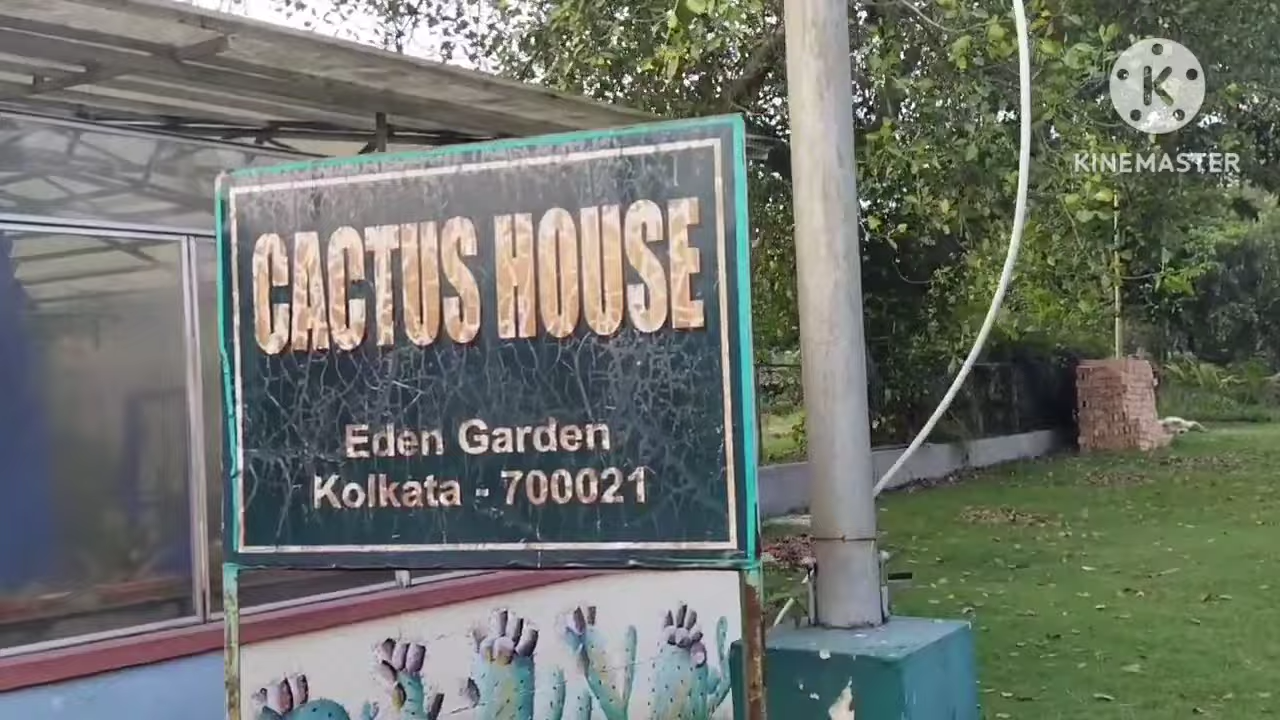 CACTUS HOUSE
Eden Garden
Kolkata - 700021
K
KINEMASTER